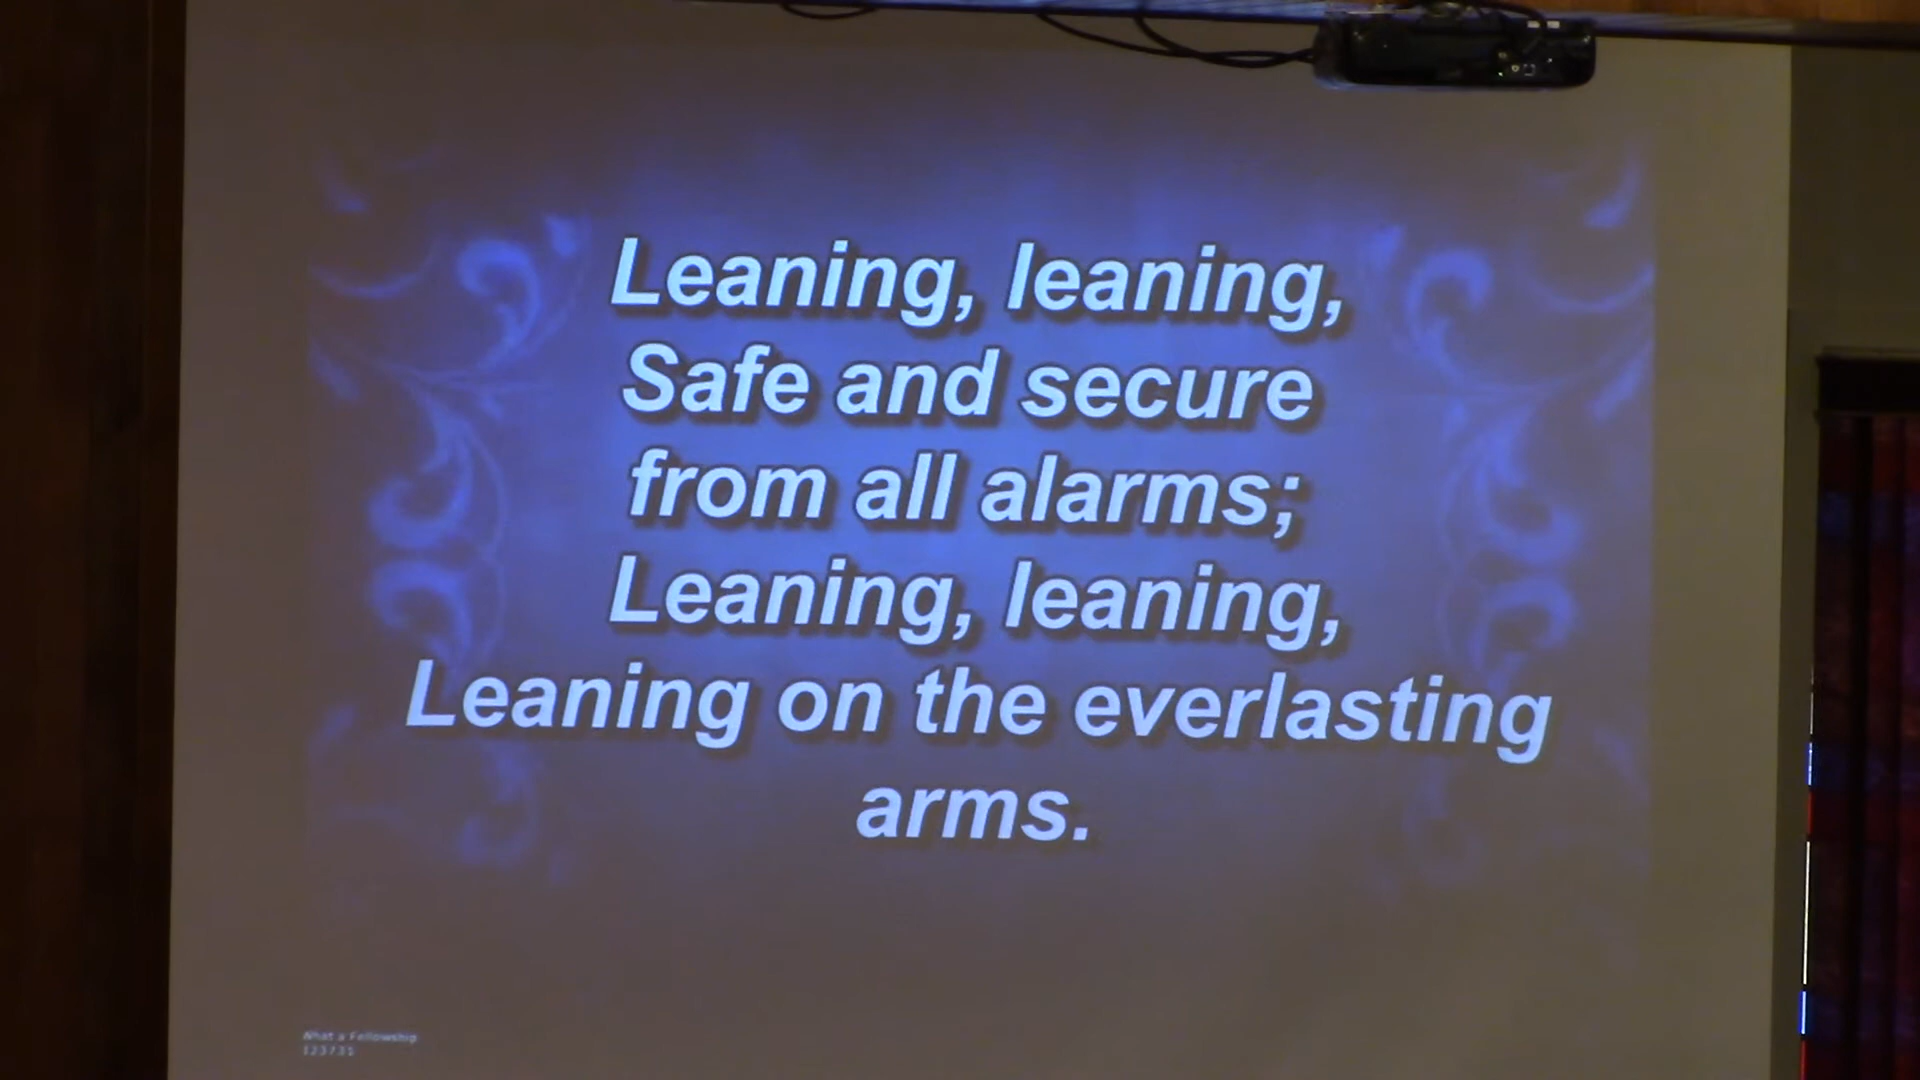 Leaning, leaning,
Safe and secure
from all alarms;
Leaning, leaning,
Leaning on the everlasting
arms.
What a Fellowship